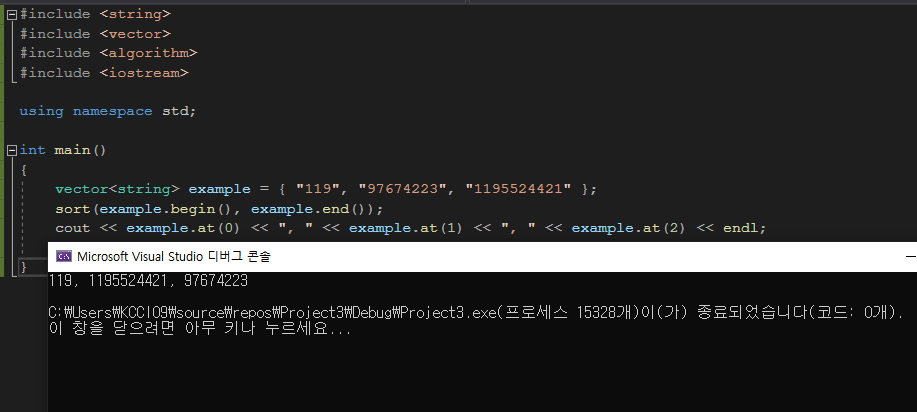 #include <string>
#include <vector>
#include <algorithm>
#include <iostream>
using namespace std;
int main()
{
vector<string> example = { "119", "97674223", "1195524421" };
sort(example.begin(), example.end());
cout << example.at(0) << ", " << example.at(1) << ", " << example.at(2) << endl;
}
Microsoft Visual Studio 디버그 콘솔
119, 1195524421, 97674223
C:₩Users₩KCCI09₩source₩repos₩Project3₩Debug₩Project3.exe(프로세스 15328개)이(가) 종료되었습니다(코드: 0개).
이 창을 닫으려면 아무 키나 누르세요...